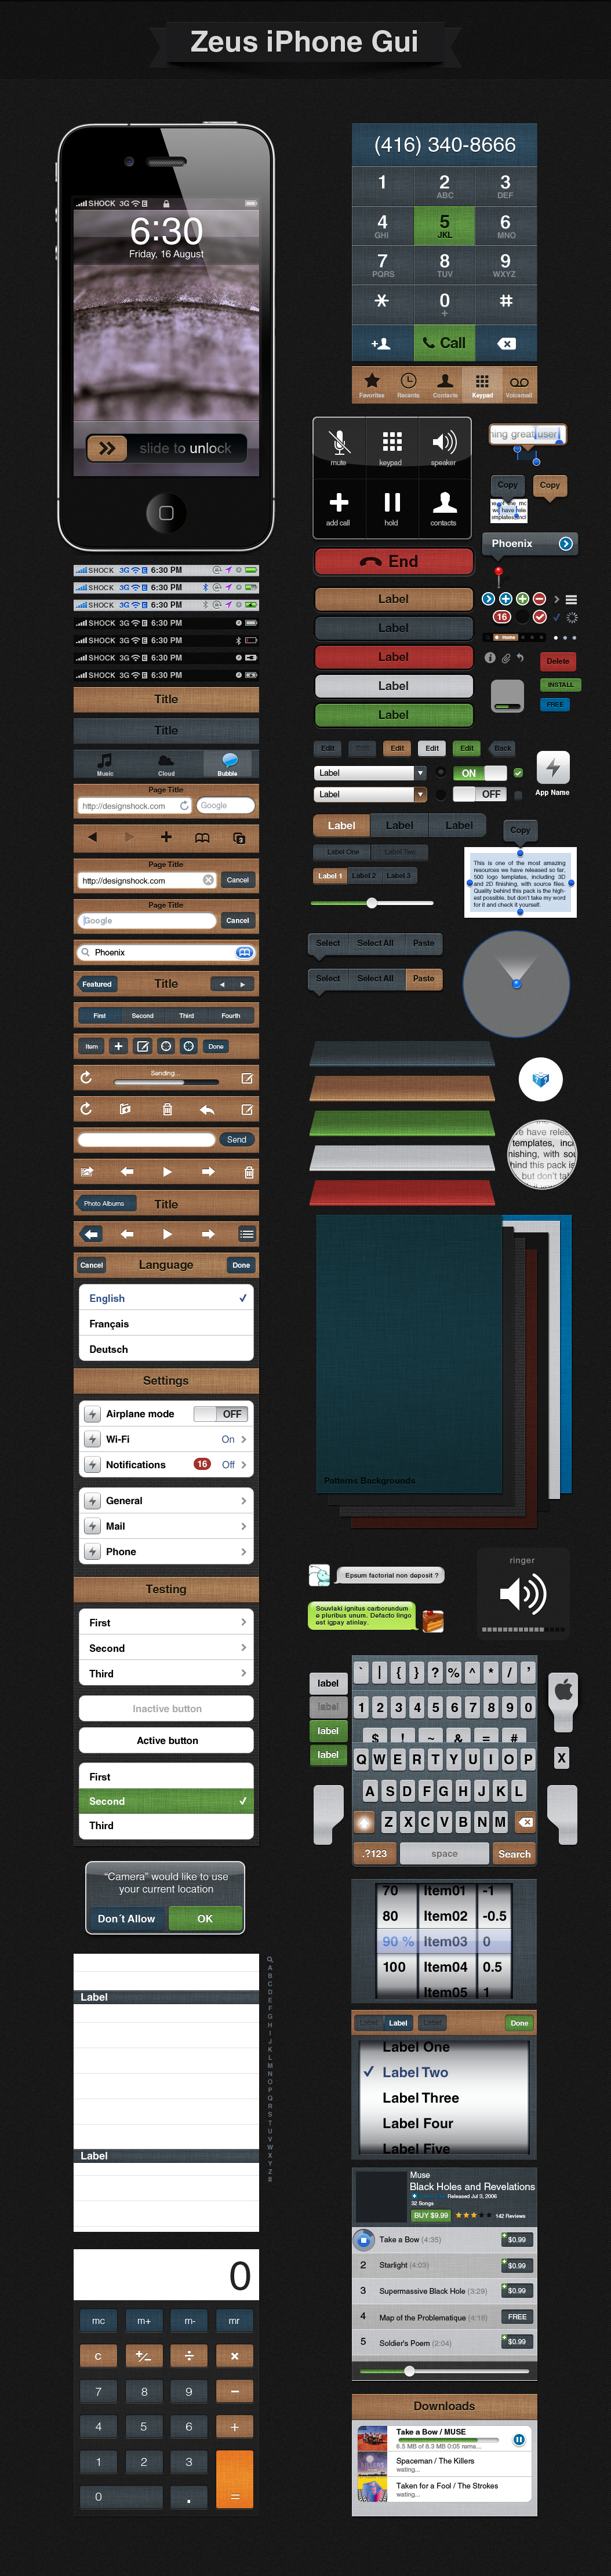 Zeus iPhone Gui
SHOCK 3G
6:30
Friday, 16 August
slide to unlock
(416) 340-8666
1
2
ABC
3
DEF
4
GHI
5
JKL
6
MNO
7
PQRS
8
TUV
9
WXYZ
*
0
+
#
Call
Favorites
Recents
Contacts
Keypad
Voicemail
mute
keypad
speaker
add call
hold
contacts
End
Label
Label
Label
Label
Label
ning great user
Copy
Copy
we have rele
Phoenix
16
Items
Delete
INSTALL
FREE
Edit
Edit
Edit
Edit
Back
Label
ON
Label
OFF
App Name
Label
Label
Label
Copy
Label One
Label Two
Label 1
Label 2
Label 3
This is one of the most amazing
resources we have released so far,
500 logo templates, including 3D
and 2D finishing, with source files.
Quality behind this pack is the high-
est possible, but don't take my word
for it and check it yourself.
Select
Select All
Paste
Select
Select All
Paste
e have relea
templates, inclu
nishing, with sou
hind this pack is
but don't tak
Patterns Backgrounds
SHOCK 3G 6:30 PM
SHOCK 3G 6:30 PM
SHOCK 3G 6:30 PM
SHOCK 3G 6:30 PM
SHOCK 3G 6:30 PM
SHOCK 3G 6:30 PM
SHOCK 3G 6:30 PM
Title
Title
Music
Cloud
Bubble
Page Title
http://designshock.com
Google
3
Page Title
http://designshock.com
Cancel
Page Title
Google
Cancel
Phoenix
Featured
Title
First
Second
Third
Fourth
Item
Done
Sending...
Send
Photo Albums
Title
Cancel
Language
Done
English
Français
Deutsch
Settings
Airplane mode
OFF
Wi-Fi
On
Notifications
16
Off
General
Mail
Phone
Testing
First
Second
Third
Inactive button
Active button
First
Second
Third
"Camera" would like to use
your current location
Don´t Allow
OK
Label
Label
A
B
C
D
E
F
G
H
I
J
K
L
M
N
O
P
Q
R
S
T
U
V
W
X
Y
Z
#
0
mc
m+
m-
mr
c
+/−
÷
×
7
8
9
−
4
5
6
+
1
2
3
0
.
=
Epsum factorial non deposit ?
Souvlaki ignitus carborundum
e pluribus unum. Defacto lingo
est igpay atinlay.
ringer
label
label
label
label
` | { } ? % ^ * / ’
1 2 3 4 5 6 7 8 9 0
$ ! ~ & = #
Q W E R T Y U I O P
A S D F G H J K L
Z X C V B N M
.?123
space
Search
X
70 Item01 -1
80 Item02 -0.5
90 % Item03 0
100 Item04 0.5
Item05 1
Label
Label
Label
Done
Label One
Label Two
Label Three
Label Four
Label Five
Muse
Black Holes and Revelations
Released Jul 3, 2006
32 Songs
BUY $9.99
142 Reviews
Take a Bow (4:35)
$0.99
2 Starlight (4:03)
$0.99
3 Supermassive Black Hole (3:29)
$0.99
4 Map of the Problematique (4:18)
FREE
5 Soldier's Poem (2:04)
$0.99
Downloads
Take a Bow / MUSE
6.5 MB of 8.3 MB 0:05 rema...
Spaceman / The Killers
wating...
Taken for a Fool / The Strokes
wating...